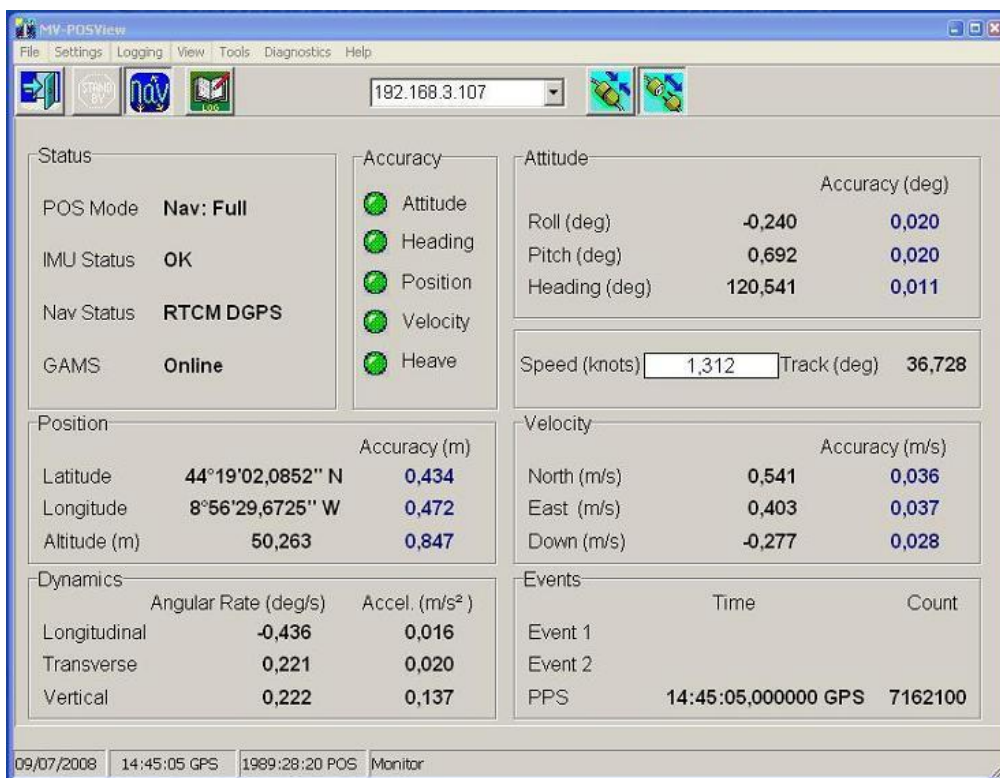 MV-POSView
File Settings Logging View Tools Diagnostics Help
STAND BY nav LOG 192.168.3.107
Status
POS Mode Nav: Full
IMU Status OK
Nav Status RTCM DGPS
GAMS Online
Accuracy
Attitude
Heading
Position
Velocity
Heave
Attitude
Accuracy (deg)
Roll (deg) -0,240 0,020
Pitch (deg) 0,692 0,020
Heading (deg) 120,541 0,011
Speed (knots) 1,312 Track (deg) 36,728
Position
Accuracy (m)
Latitude 44°19'02,0852" N 0,434
Longitude 8°56'29,6725" W 0,472
Altitude (m) 50,263 0,847
Velocity
Accuracy (m/s)
North (m/s) 0,541 0,036
East (m/s) 0,403 0,037
Down (m/s) -0,277 0,028
Dynamics
Angular Rate (deg/s) Accel. (m/s²)
Longitudinal -0,436 0,016
Transverse 0,221 0,020
Vertical 0,222 0,137
Events
Time Count
Event 1
Event 2
PPS 14:45:05,000000 GPS 7162100
09/07/2008 14:45:05 GPS 1989:28:20 POS Monitor